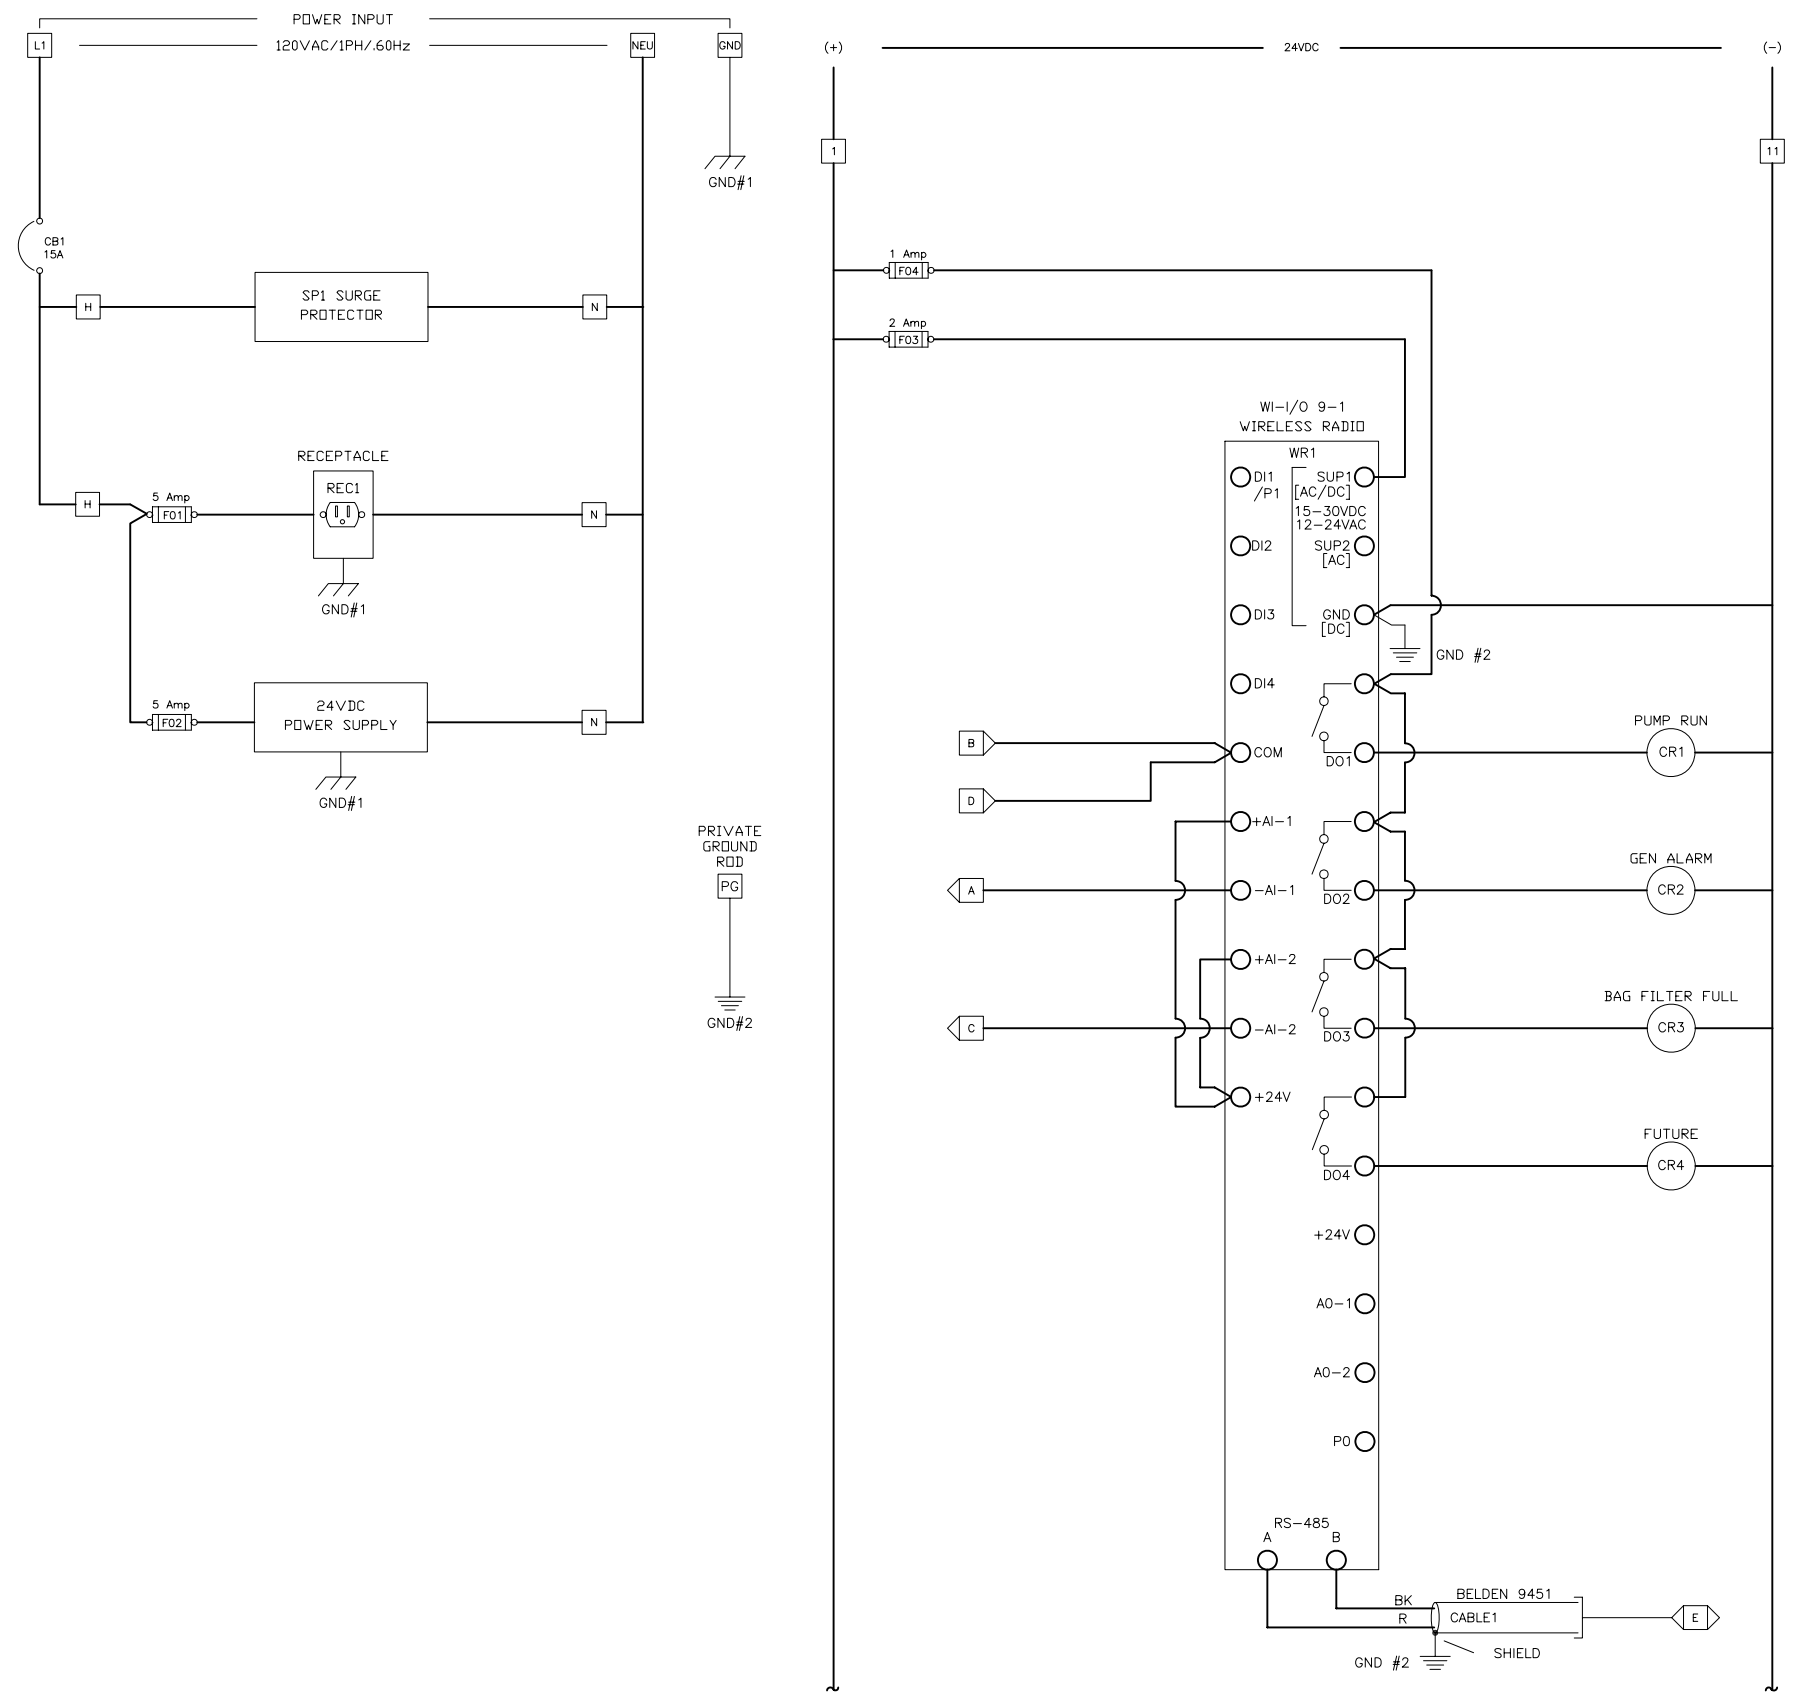 POWER INPUT
L1
120VAC/1PH/.60Hz
NEU
GND
GND#1
CB1
15A
H
SP1 SURGE
PROTECTOR
N
RECEPTACLE
H
5 Amp
F01
REC1
N
GND#1
5 Amp
F02
24VDC
POWER SUPPLY
N
GND#1
PRIVATE
GROUND
ROD
PG
GND#2
(+)
24VDC
(-)
1
11
1 Amp
F04
2 Amp
F03
WI-I/O 9-1
WIRELESS RADIO
WR1
DI1
/P1
SUP1
[AC/DC]
15-30VDC
12-24VAC
DI2
SUP2
[AC]
DI3
GND
[DC]
GND #2
DI4
B
COM
DO1
PUMP RUN
CR1
D
+AI-1
A
-AI-1
DO2
GEN ALARM
CR2
+AI-2
C
-AI-2
DO3
BAG FILTER FULL
CR3
+24V
DO4
FUTURE
CR4
+24V
AO-1
AO-2
PO
RS-485
A
B
BK
R
BELDEN 9451
CABLE1
E
SHIELD
GND #2